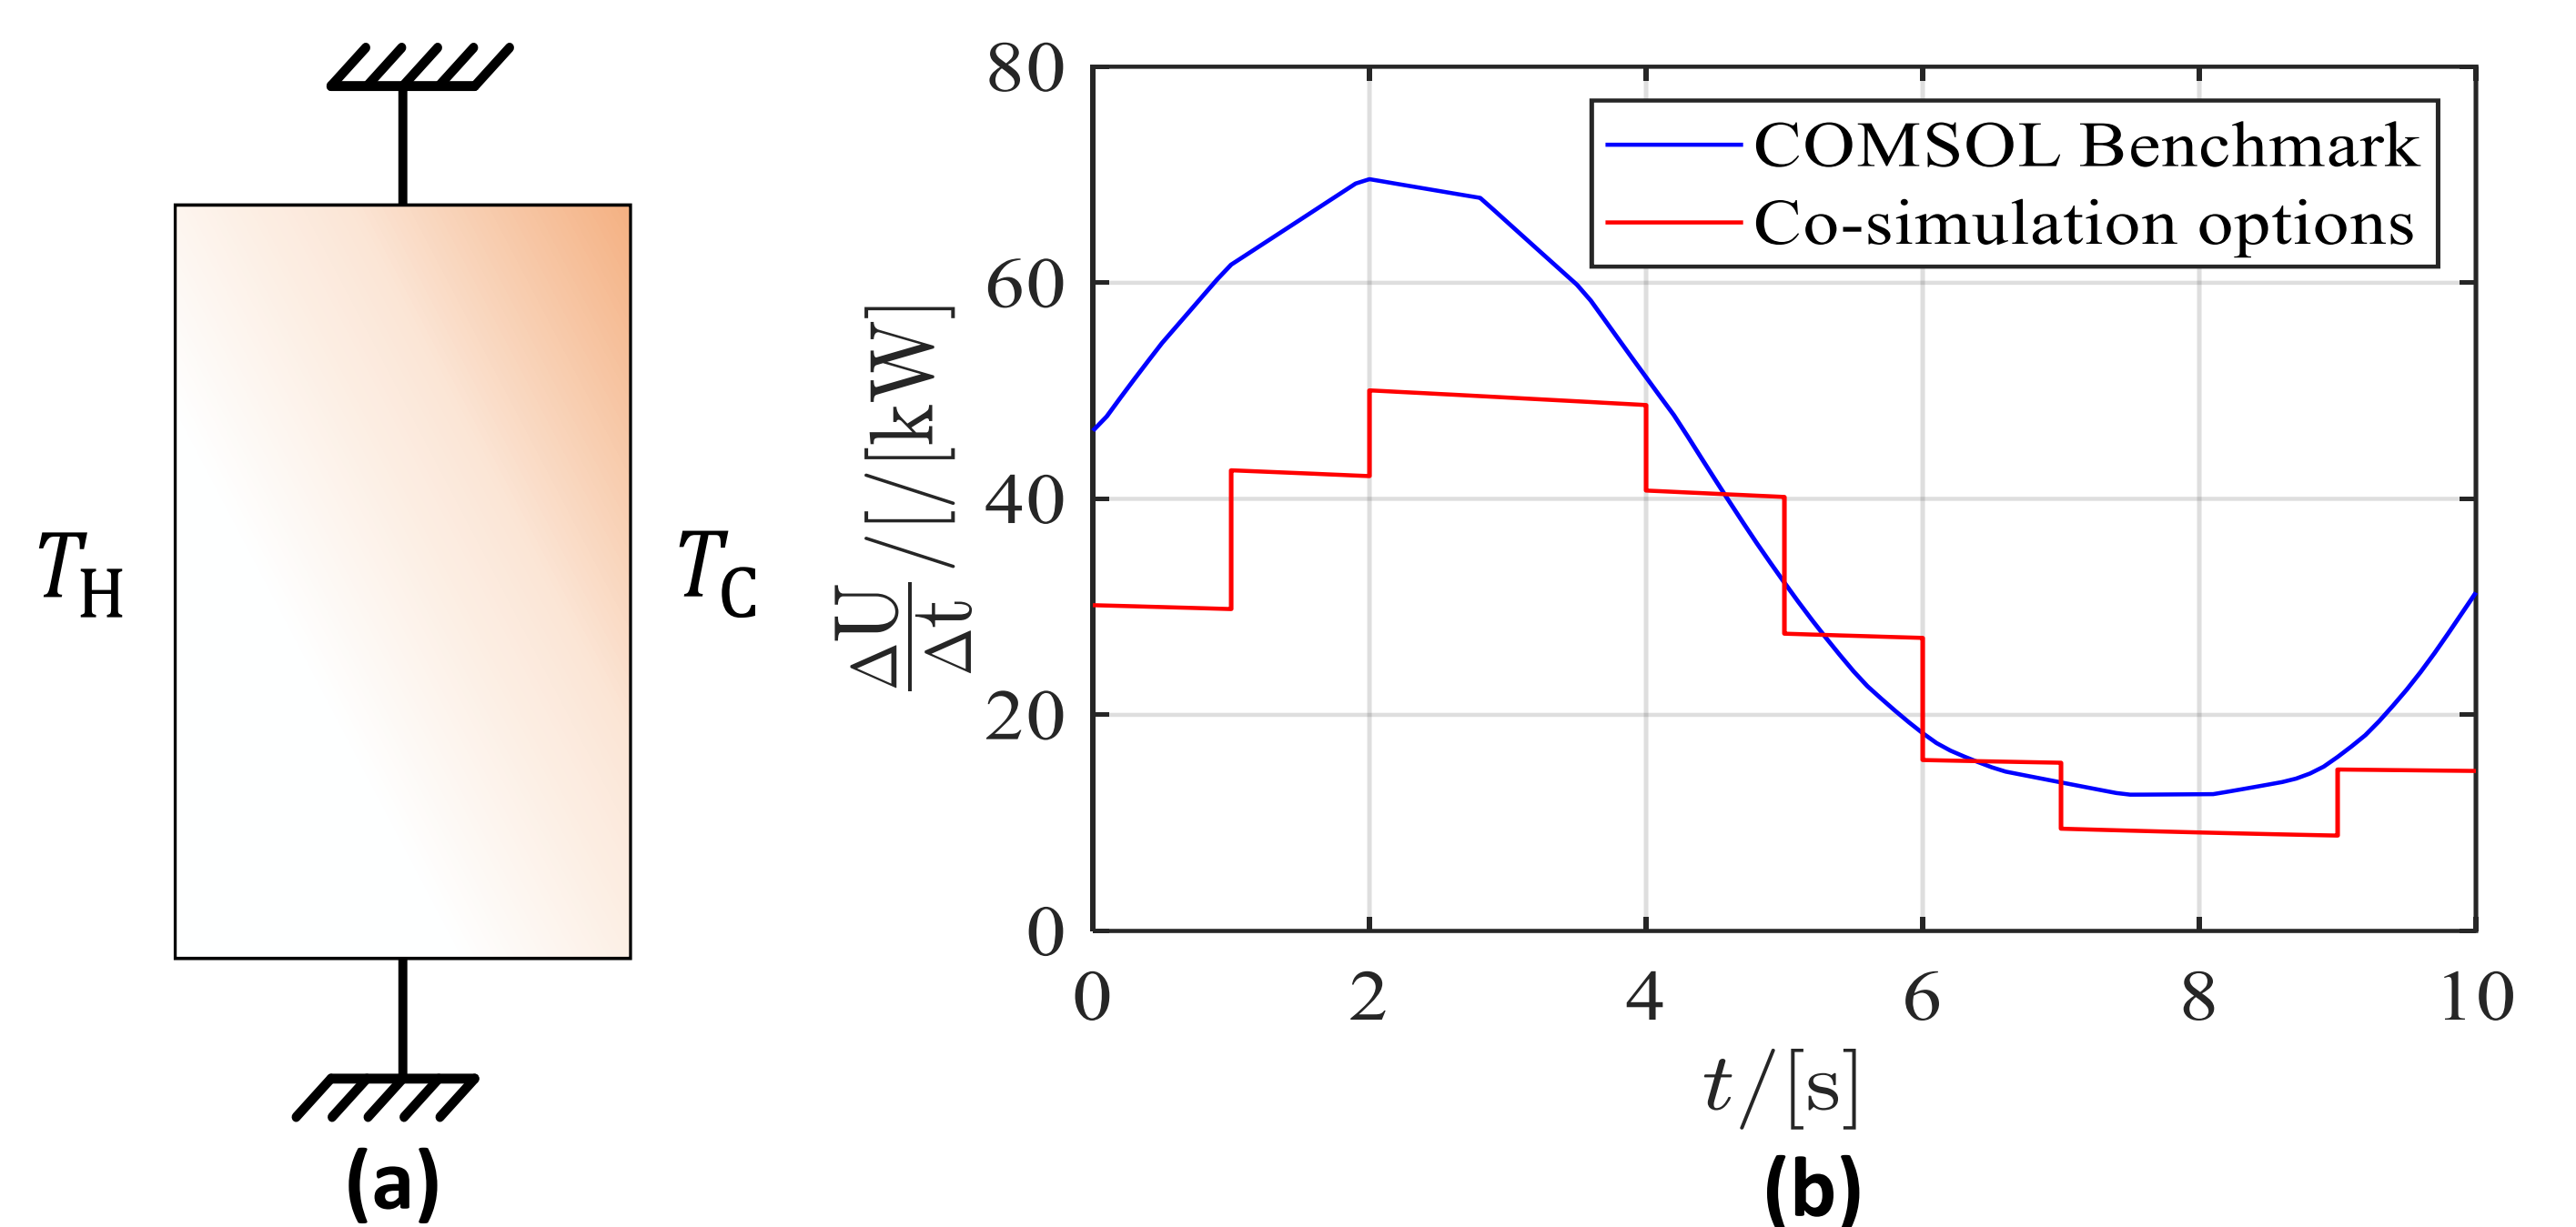 T_H
T_C
(a)
80
60
40
20
0
ΔU/Δt//[/[kW]
COMSOL Benchmark
Co-simulation options
0 2 4 6 8 10
t/[s]
(b)